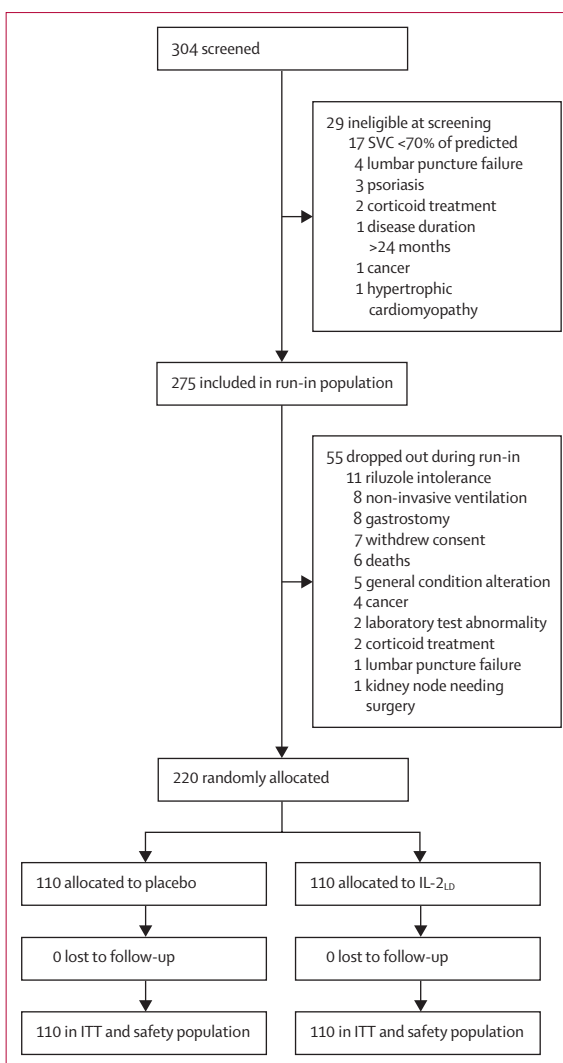 304 screened
29 ineligible at screening
17 SVC <70% of predicted
4 lumbar puncture failure
3 psoriasis
2 corticoid treatment
1 disease duration
>24 months
1 cancer
1 hypertrophic
cardiomyopathy
275 included in run-in population
55 dropped out during run-in
11 riluzole intolerance
8 non-invasive ventilation
8 gastrostomy
7 withdrew consent
6 deaths
5 general condition alteration
4 cancer
2 laboratory test abnormality
2 corticoid treatment
1 lumbar puncture failure
1 kidney node needing
surgery
220 randomly allocated
110 allocated to placebo
110 allocated to IL-2LD
0 lost to follow-up
0 lost to follow-up
110 in ITT and safety population
110 in ITT and safety population